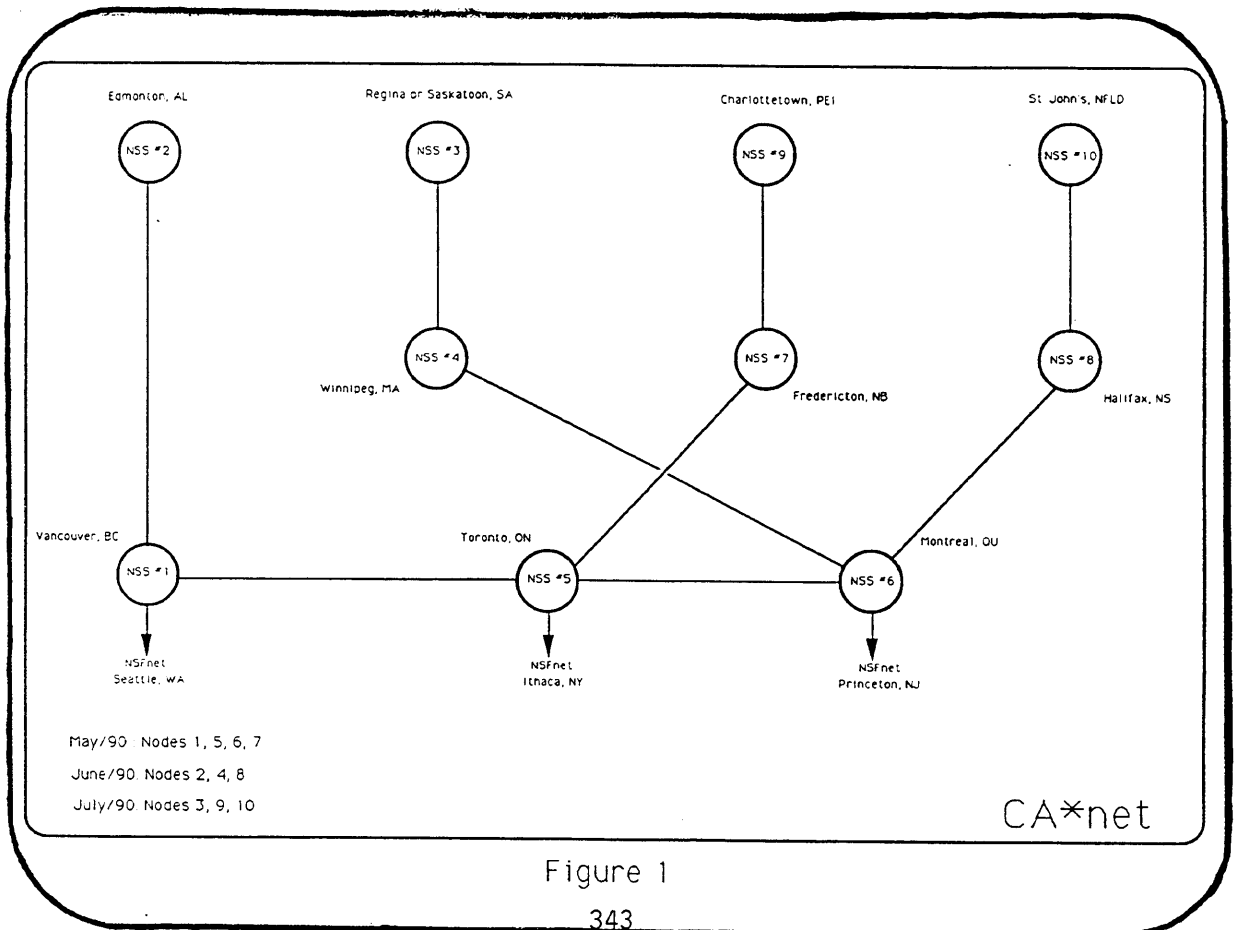 Edmonton, AL
Regina or Saskatoon, SA
Charlottetown, PEI
St John's, NFLD
NSS #2
NSS #3
NSS #9
NSS #10
NSS #4
NSS #7
NSS #8
Winnipeg, MA
Fredericton, NB
Halifax, NS
Vancouver, BC
Toronto, ON
Montreal, QU
NSS #1
NSS #5
NSS #6
NSFnet
Seattle, WA
NSFnet
Ithaca, NY
NSFnet
Princeton, NJ
May/90: Nodes 1, 5, 6, 7
June/90: Nodes 2, 4, 8
July/90: Nodes 3, 9, 10
CA*net
Figure 1
343